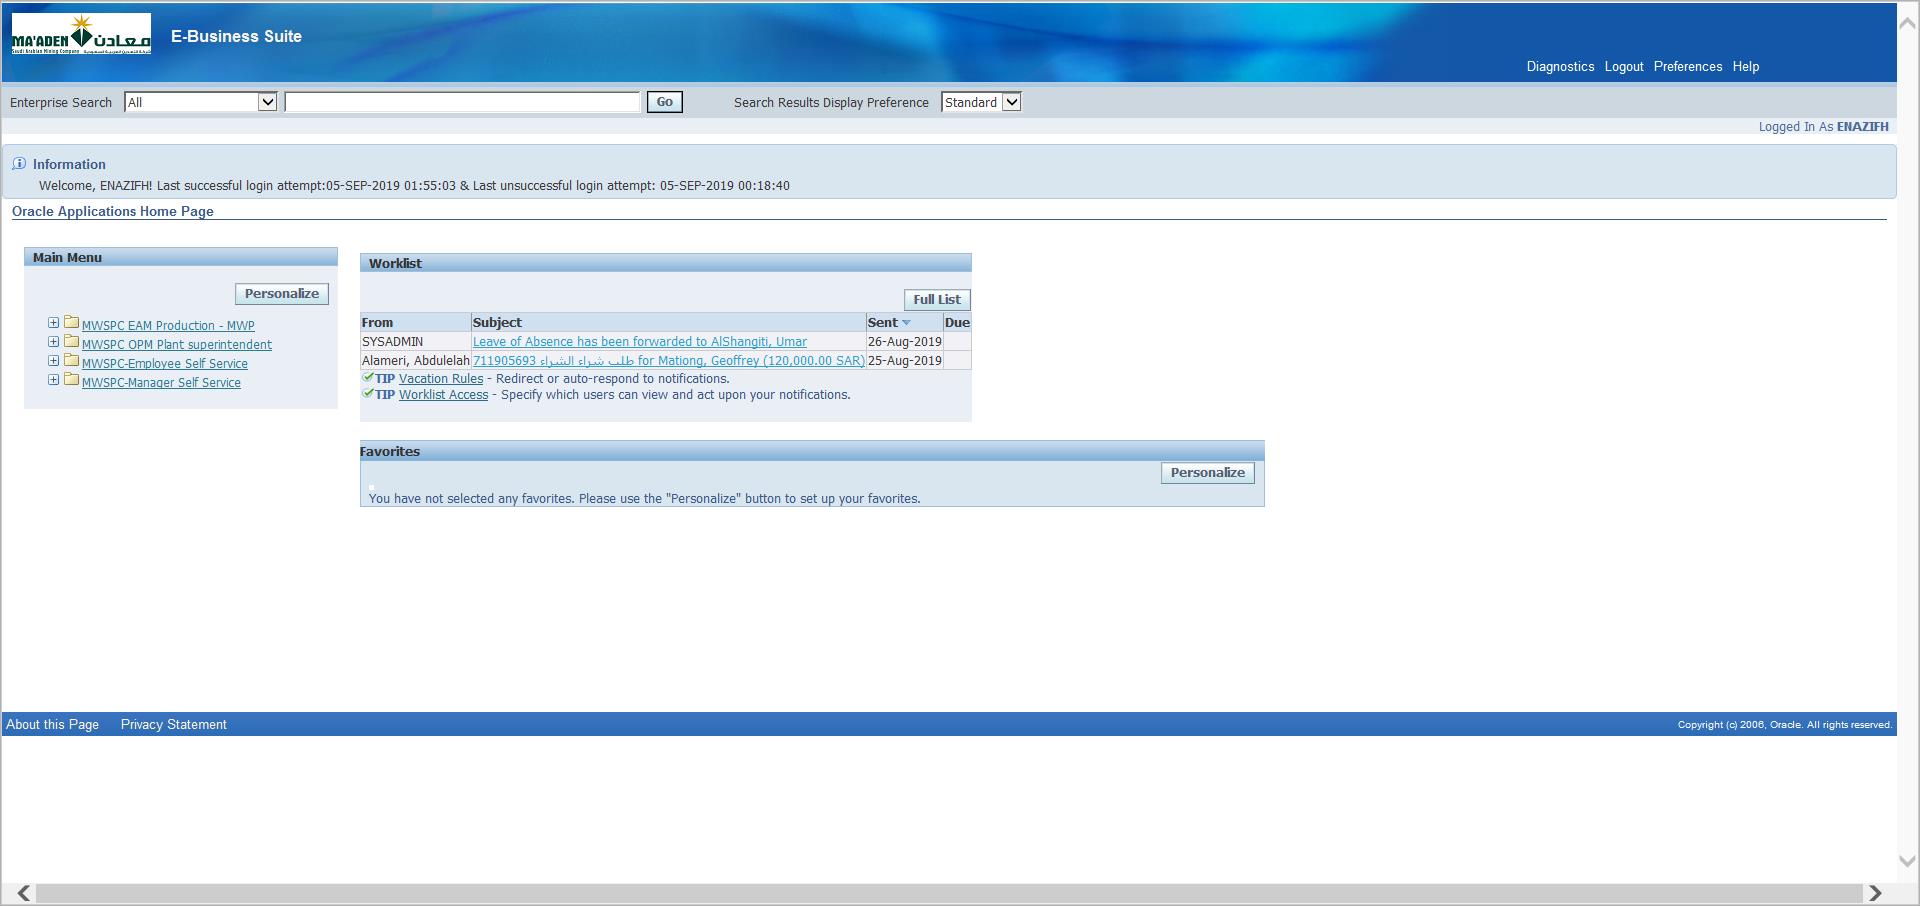 MA'ADEN معادن
Saudi Arabian Mining Company
E-Business Suite
Diagnostics Logout Preferences Help
Enterprise Search All Go Search Results Display Preference Standard
Logged In As ENAZIFH
Information
Welcome, ENAZIFH! Last successful login attempt:05-SEP-2019 01:55:03 & Last unsuccessful login attempt: 05-SEP-2019 00:18:40
Oracle Applications Home Page
Main Menu
Personalize
MWSPC EAM Production - MWP
MWSPC OPM Plant superintendent
MWSPC-Employee Self Service
MWSPC-Manager Self Service
Worklist
Full List
From Subject Sent Due
SYSADMIN Leave of Absence has been forwarded to AlShangiti, Umar 26-Aug-2019
Alameri, Abdulelah طلب شراء الشراء 711905693 for Mationg, Geoffrey (120,000.00 SAR) 25-Aug-2019
TIP Vacation Rules - Redirect or auto-respond to notifications.
TIP Worklist Access - Specify which users can view and act upon your notifications.
Favorites
Personalize
You have not selected any favorites. Please use the "Personalize" button to set up your favorites.
About this Page Privacy Statement
Copyright (c) 2006, Oracle. All rights reserved.